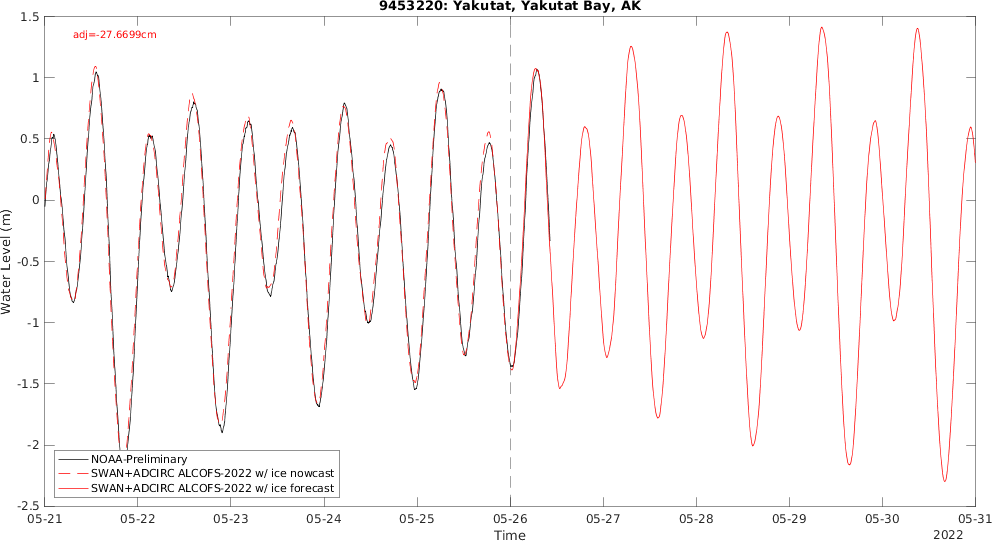 9453220: Yakutat, Yakutat Bay, AK
adj=-27.6699cm
1.5
1
0.5
0
-0.5
-1
-1.5
-2
-2.5
Water Level (m)
NOAA-Preliminary
SWAN+ADCIRC ALCOFS-2022 w/ ice nowcast
SWAN+ADCIRC ALCOFS-2022 w/ ice forecast
05-21 05-22 05-23 05-24 05-25 05-26 05-27 05-28 05-29 05-30 05-31
Time
2022